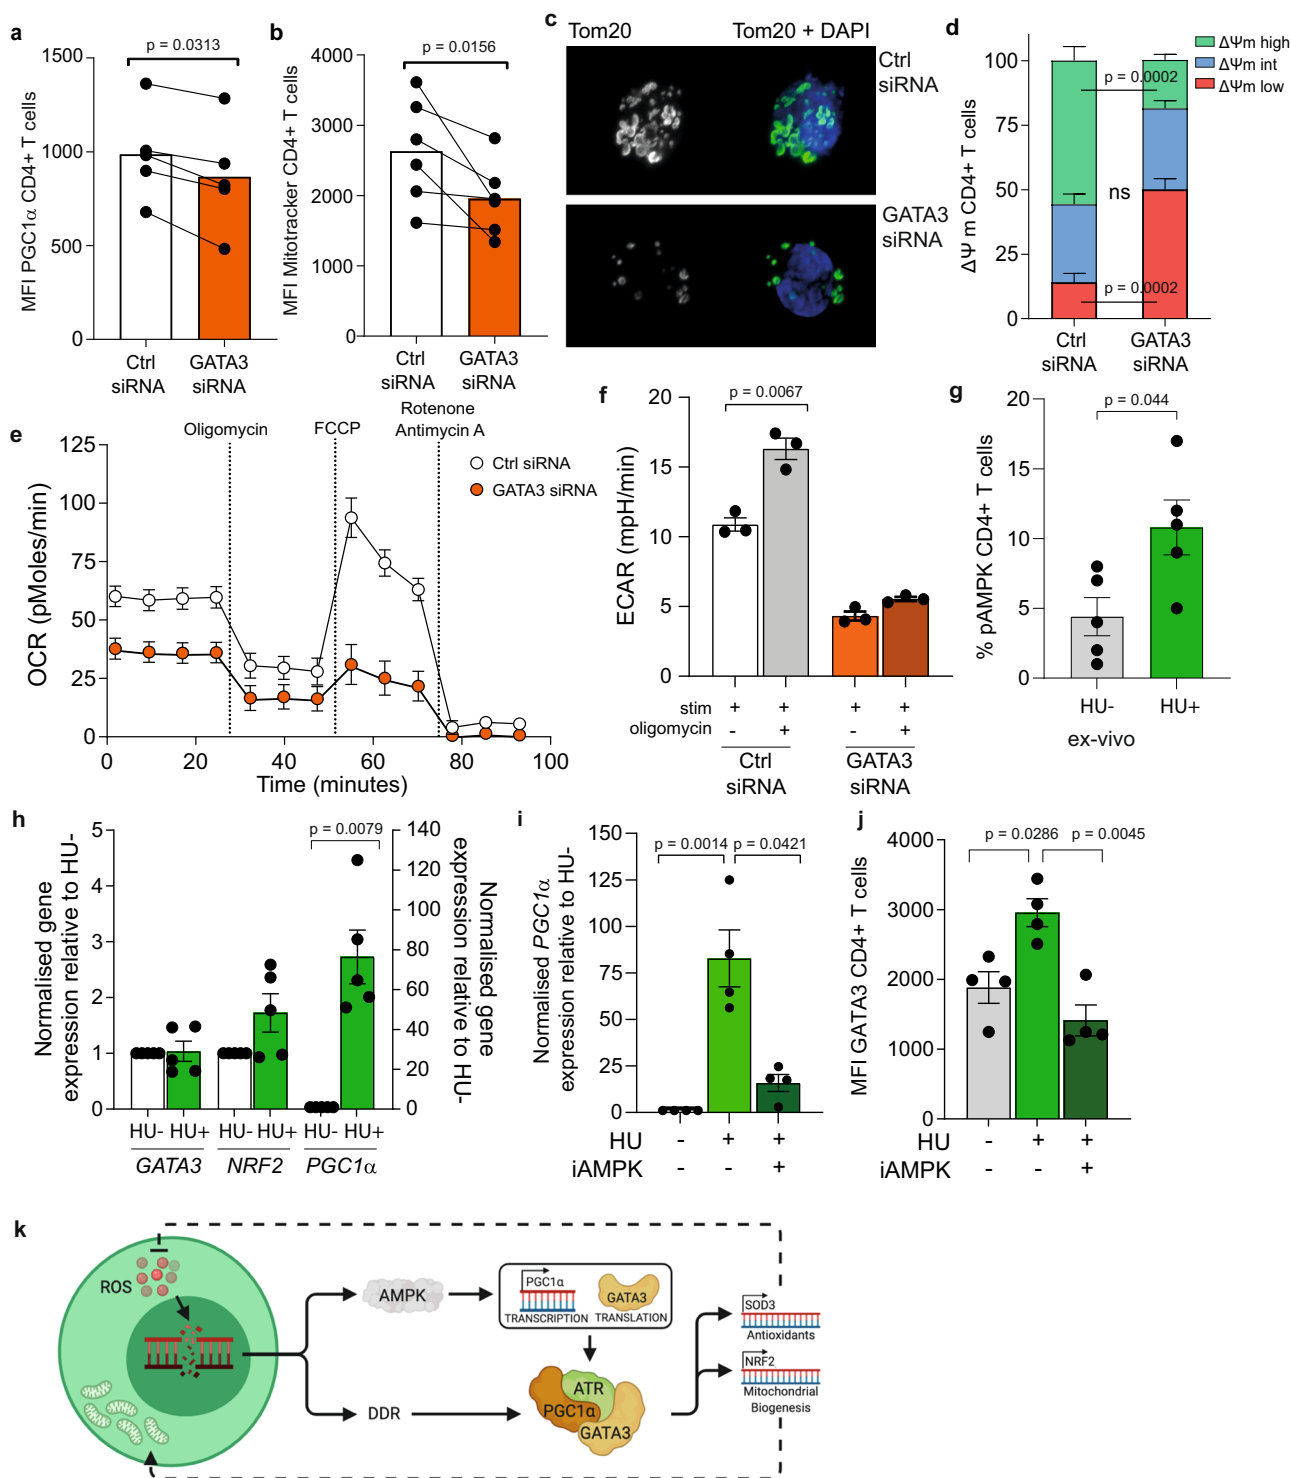 a
p = 0.0313
MFI PGC1α CD4+ T cells
1500
1000
500
0
Ctrl
siRNA
GATA3
siRNA
b
p = 0.0156
MFI Mitotracker CD4+ T cells
4000
3000
2000
1000
0
Ctrl
siRNA
GATA3
siRNA
c
Tom20
Tom20 + DAPI
Ctrl
siRNA
GATA3
siRNA
d
ΔΨm high
ΔΨm int
ΔΨm low
ΔΨ m CD4+ T cells
100
75
50
25
0
p = 0.0002
ns
p = 0.0002
Ctrl
siRNA
GATA3
siRNA
e
Oligomycin
FCCP
Rotenone
Antimycin A
Ctrl siRNA
GATA3 siRNA
OCR (pMoles/min)
125
100
75
50
25
0
0
20
40
60
80
100
Time (minutes)
f
p = 0.0067
ECAR (mpH/min)
20
15
10
5
0
stim + + + +
oligomycin - + - +
Ctrl
siRNA
GATA3
siRNA
g
p = 0.044
% pAMPK CD4+ T cells
20
15
10
5
0
HU-
HU+
ex-vivo
h
Normalised gene
expression relative to HU-
5
4
3
2
1
0
p = 0.0079
140
120
100
80
60
40
20
0
Normalised gene
expression relative to HU-
HU- HU+ HU- HU+ HU- HU+
GATA3 NRF2 PGC1α
i
Normalised PGC1α
expression relative to HU-
150
125
100
75
50
25
0
p = 0.0014
p = 0.0421
HU - + +
iAMPK - - +
j
MFI GATA3 CD4+ T cells
4000
3000
2000
1000
0
p = 0.0286
p = 0.0045
HU - + +
iAMPK - - +
k
ROS
AMPK
PGC1α
TRANSCRIPTION
GATA3
TRANSLATION
DDR
ATR
PGC1α
GATA3
SOD3
Antioxidants
NRF2
Mitochondrial
Biogenesis